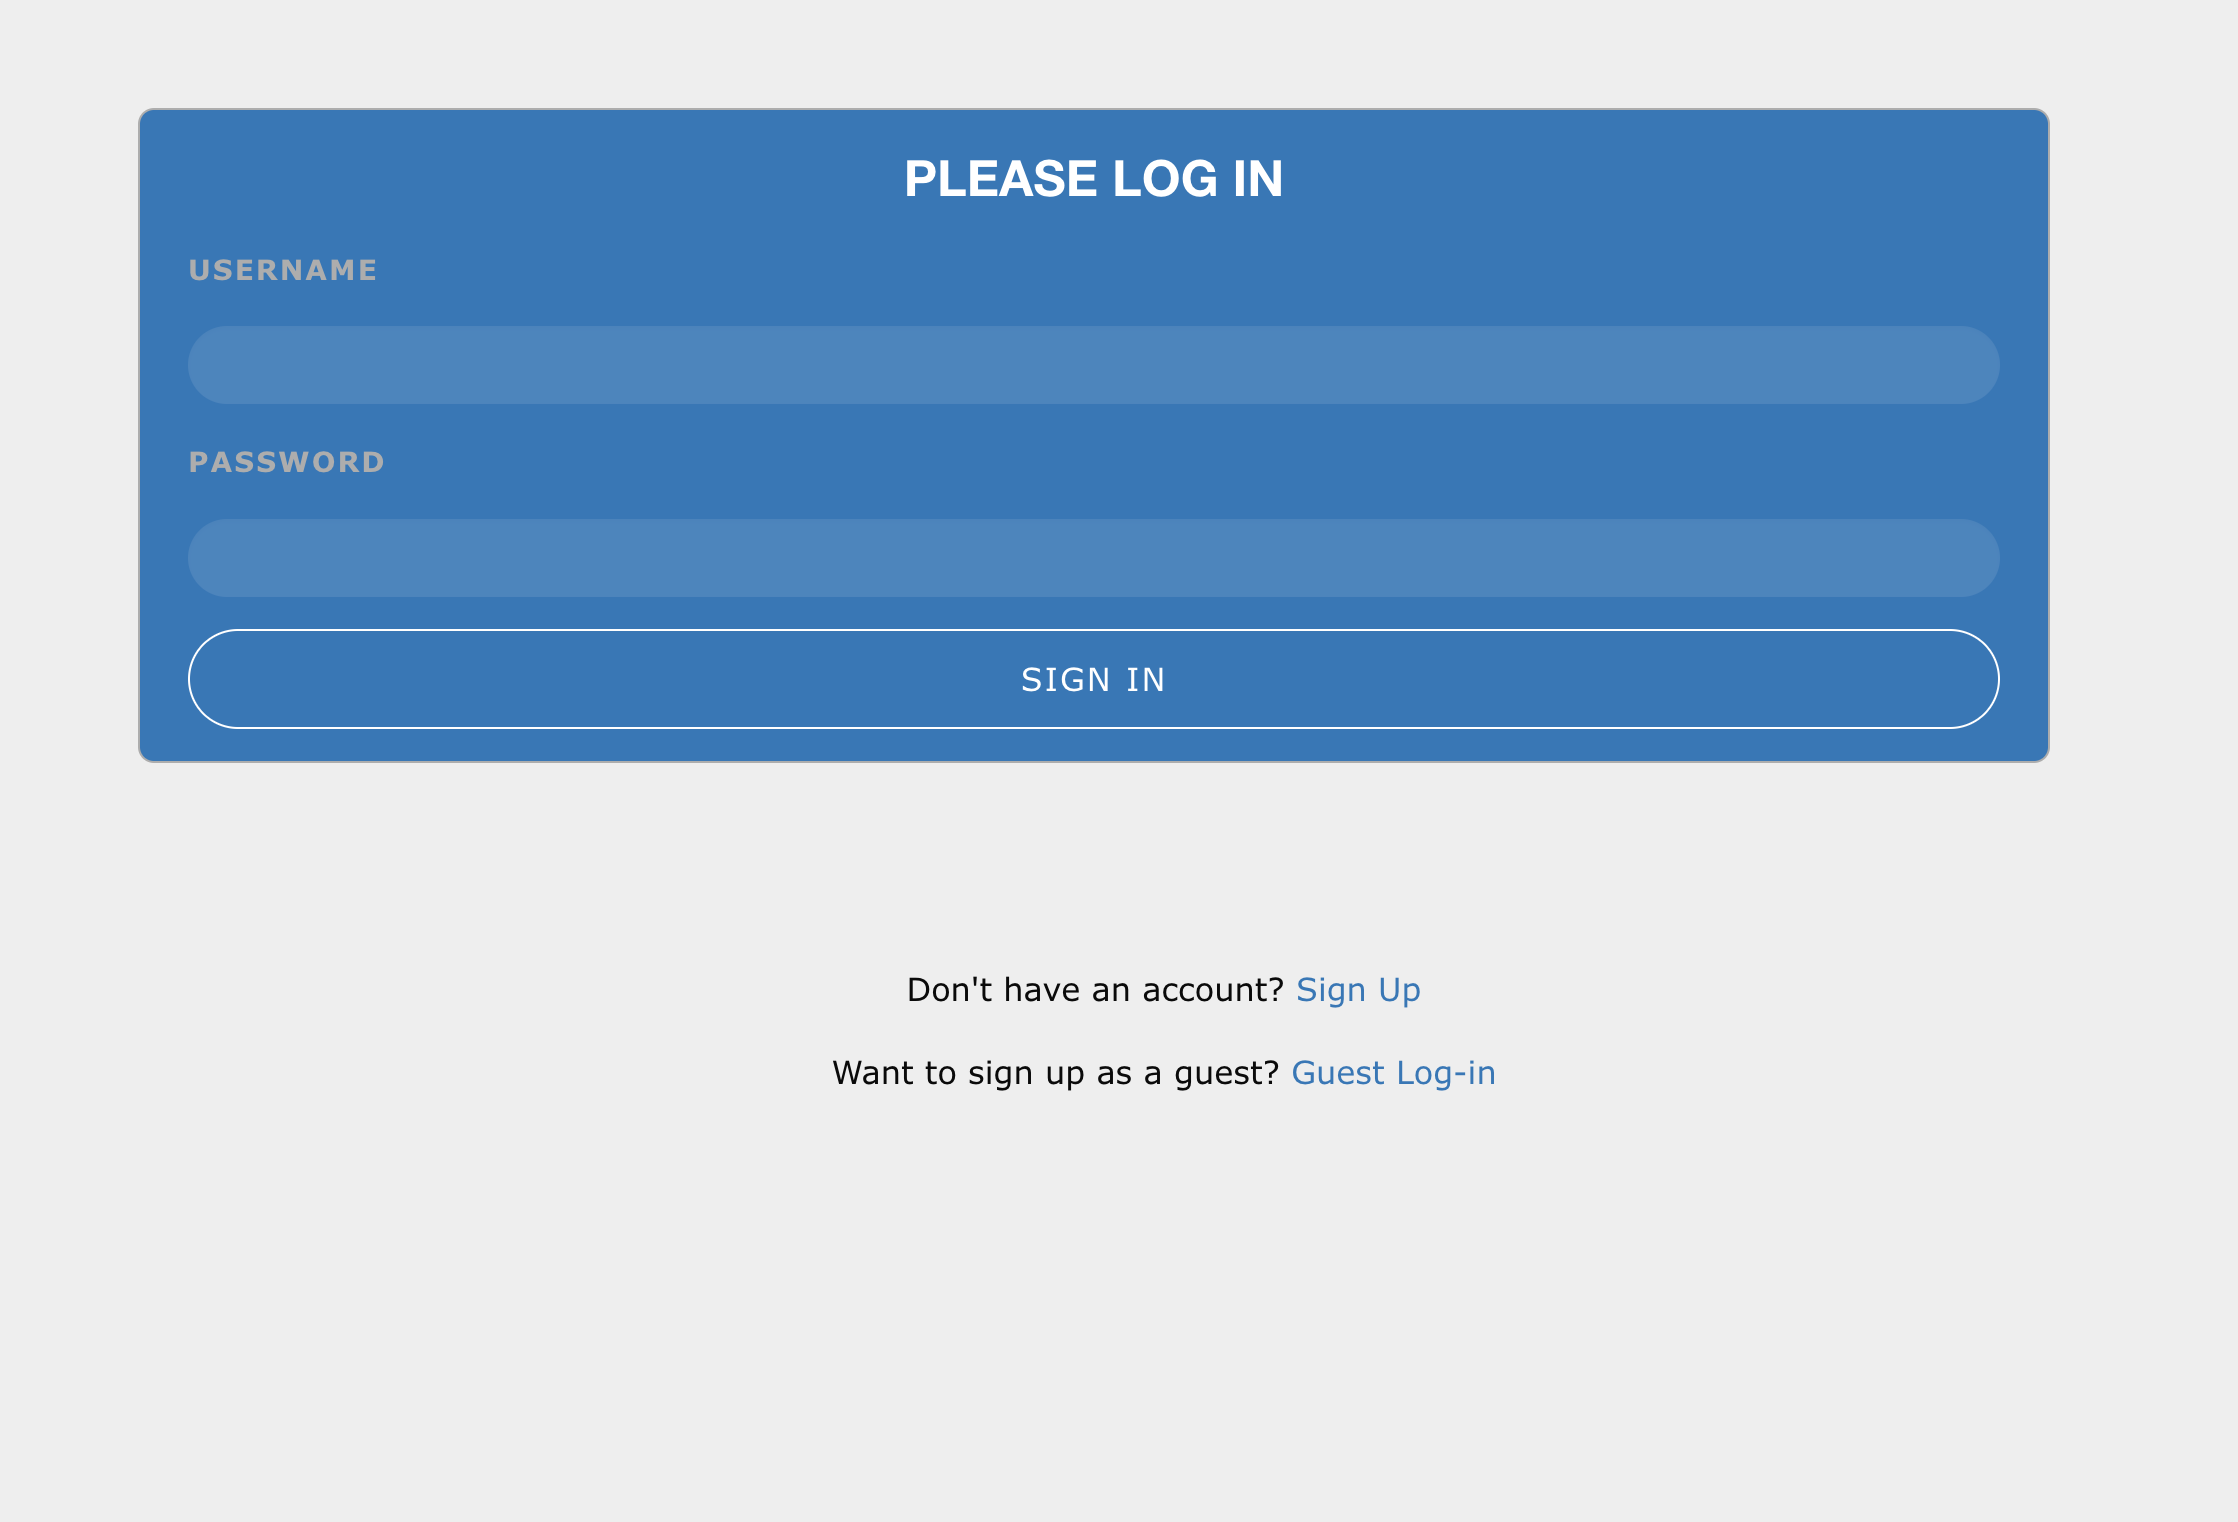 PLEASE LOG IN
USERNAME
PASSWORD
SIGN IN
Don't have an account? Sign Up
Want to sign up as a guest? Guest Log-in